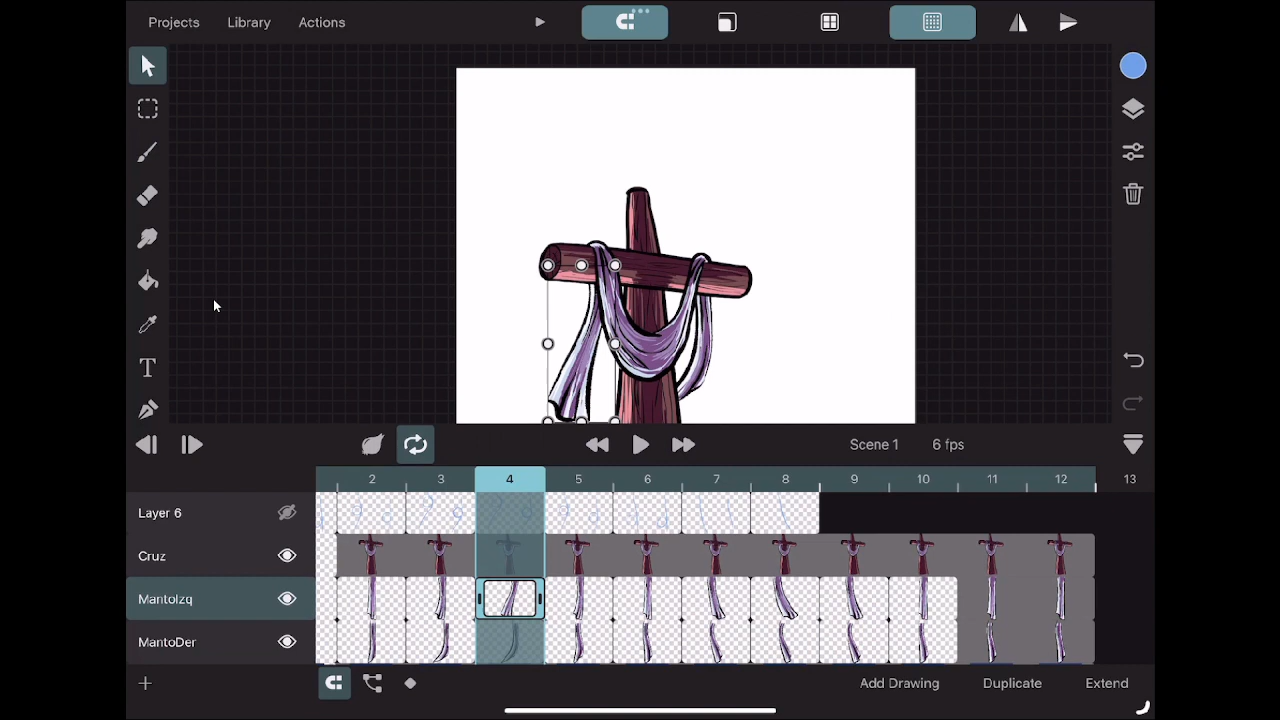 Projects Library Actions
T
Scene 1 6 fps
2 3 4 5 6 7 8 9 10 11 12 13
Layer 6
Cruz
MantoIzq
MantoDer
+ Add Drawing Duplicate Extend